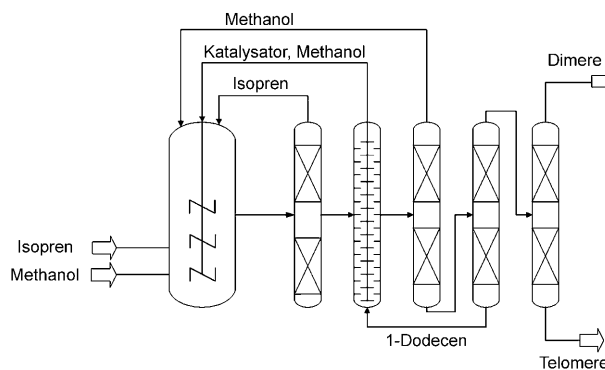 Methanol
Katalysator, Methanol
Isopren
Dimere
Isopren
Methanol
1-Dodecen
Telomere